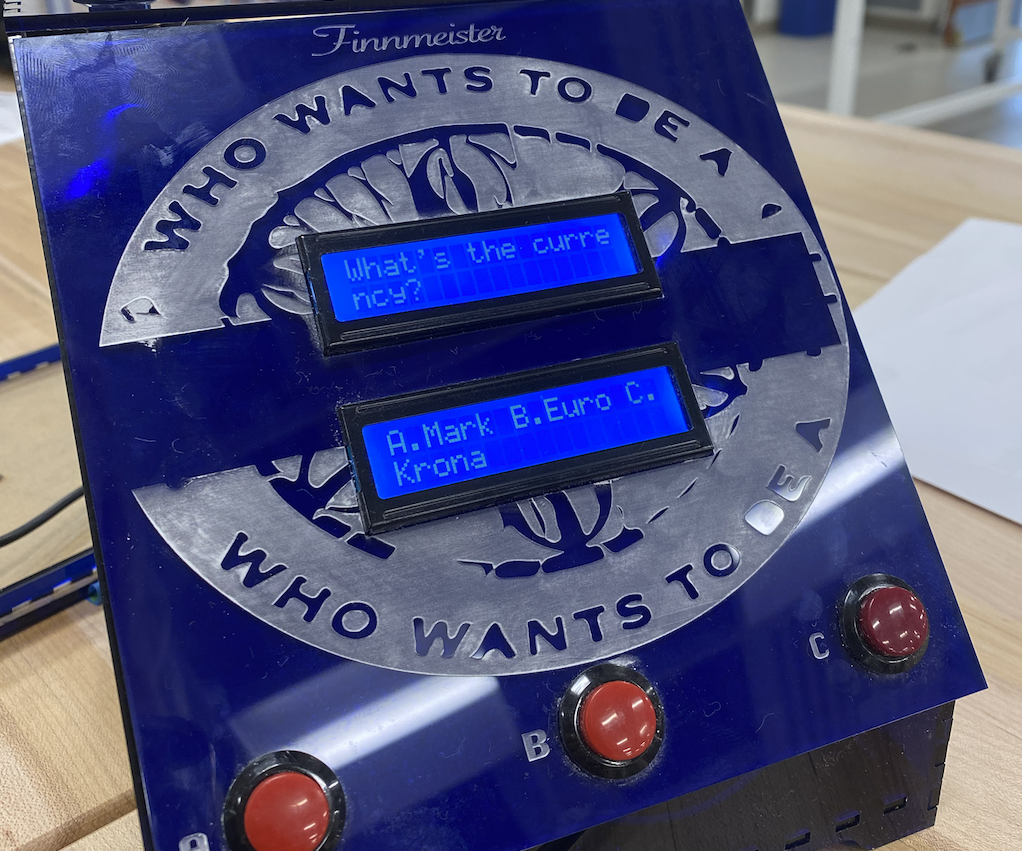 Finnmeister
WHO WANTS TO BE A
What's the curre
ncy?
A.Mark B.Euro C.
Krona
WHO WANTS TO BE A
C
B
A